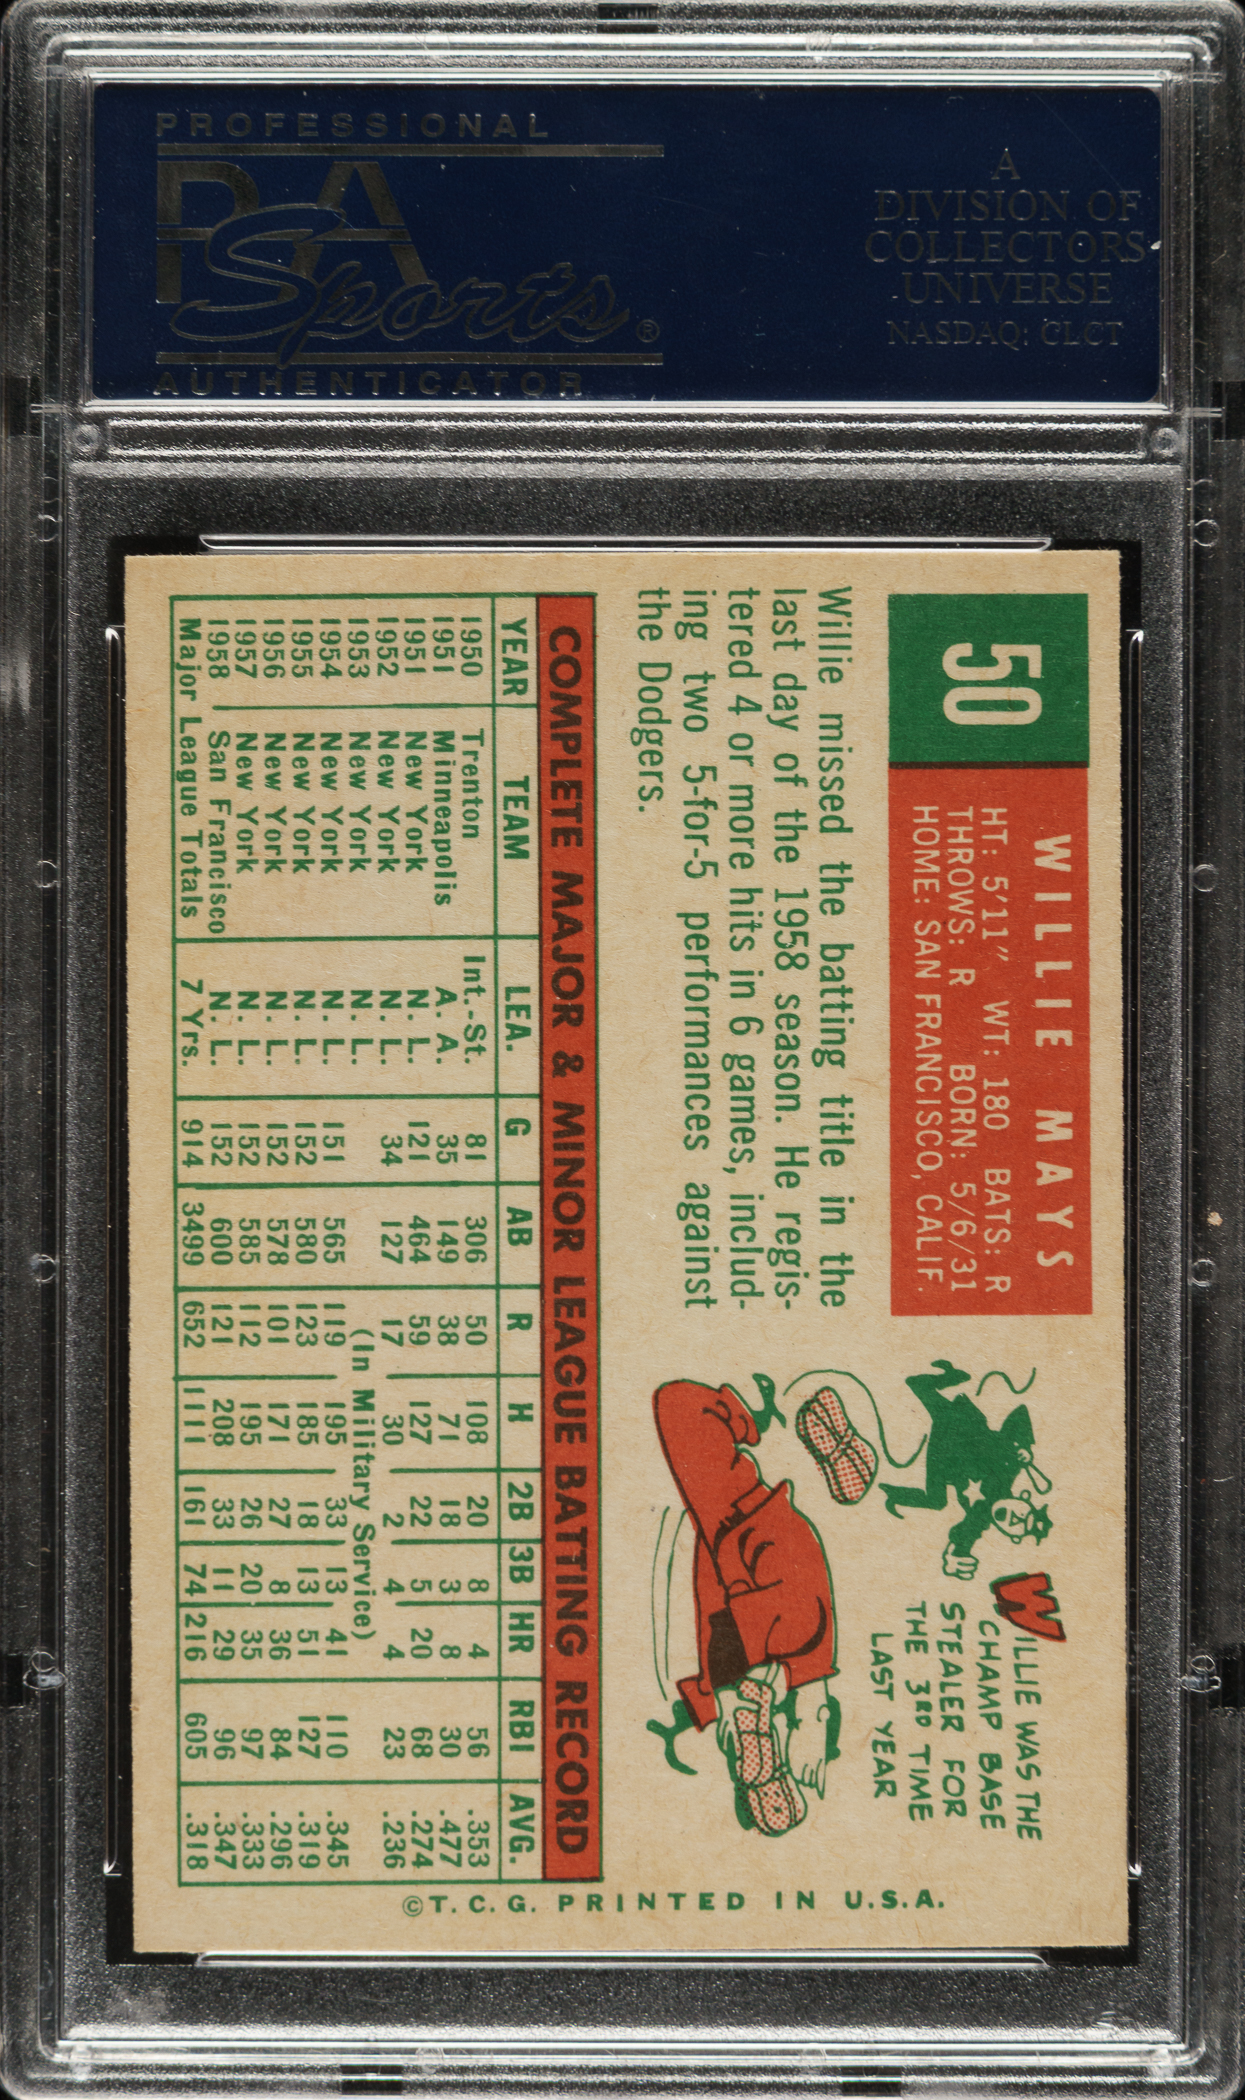 PROFESSIONAL
PSA
Sports®
AUTHENTICATOR
A
DIVISION OF
COLLECTORS
UNIVERSE
NASDAQ: CLCT
50
WILLIE MAYS
HT: 5'11" WT: 180 BATS: R
THROWS: R BORN: 5/6/31
HOME: SAN FRANCISCO, CALIF.
Willie missed the batting title in the
last day of the 1958 season. He regis-
tered 4 or more hits in 6 games, includ-
ing two 5-for-5 performances against
the Dodgers.
WILLIE WAS THE
CHAMP BASE
STEALER FOR
THE 3RD TIME
LAST YEAR
COMPLETE MAJOR & MINOR LEAGUE BATTING RECORD
YEAR TEAM LEA. G AB R H 2B 3B HR RBI AVG.
1950 Trenton Int.-St. 81 306 50 108 20 8 4 56 .353
1951 Minneapolis A. A. 35 149 38 71 18 3 8 30 .477
1951 New York N. L. 121 464 59 127 22 5 20 68 .274
1952 New York N. L. 34 127 17 30 2 4 4 23 .236
1953 New York N. L. (In Military Service)
1954 New York N. L. 151 565 119 195 33 13 41 110 .345
1955 New York N. L. 152 580 123 185 18 13 51 127 .319
1956 New York N. L. 152 578 101 171 27 8 36 84 .296
1957 New York N. L. 152 585 112 195 26 20 35 97 .333
1958 San Francisco N. L. 152 600 121 208 33 11 29 96 .347
Major League Totals 7 Yrs. 914 3499 652 1111 161 74 216 605 .318
©T. C. G. PRINTED IN U.S.A.